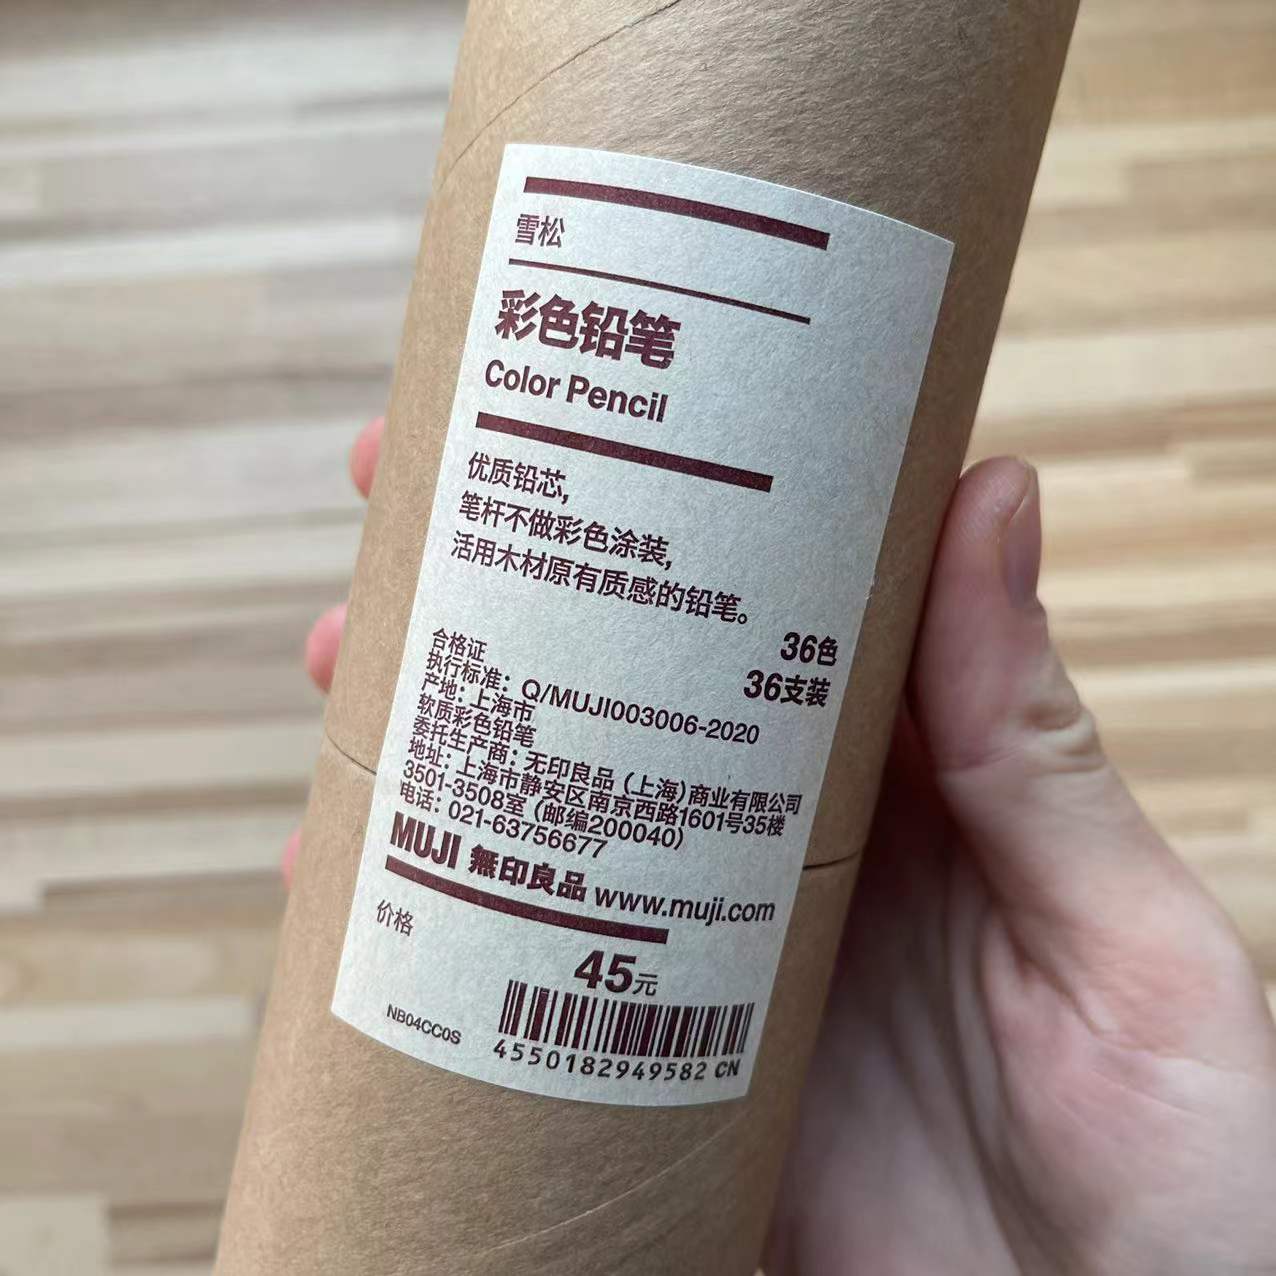 雪松
彩色铅笔
Color Pencil
优质铅芯,
笔杆不做彩色涂装,
活用木材原有质感的铅笔。
36色
36支装
合格证
执行标准：Q/MUJI003006-2020
产地：上海市
软质彩色铅笔
委托生产商：无印良品（上海）商业有限公司
地址：上海市静安区南京西路1601号35楼
3501-3508室（邮编200040）
电话：021-63756677
MUJI 無印良品 www.muji.com
价格
45元
NB04CC0S
4550182949582 CN